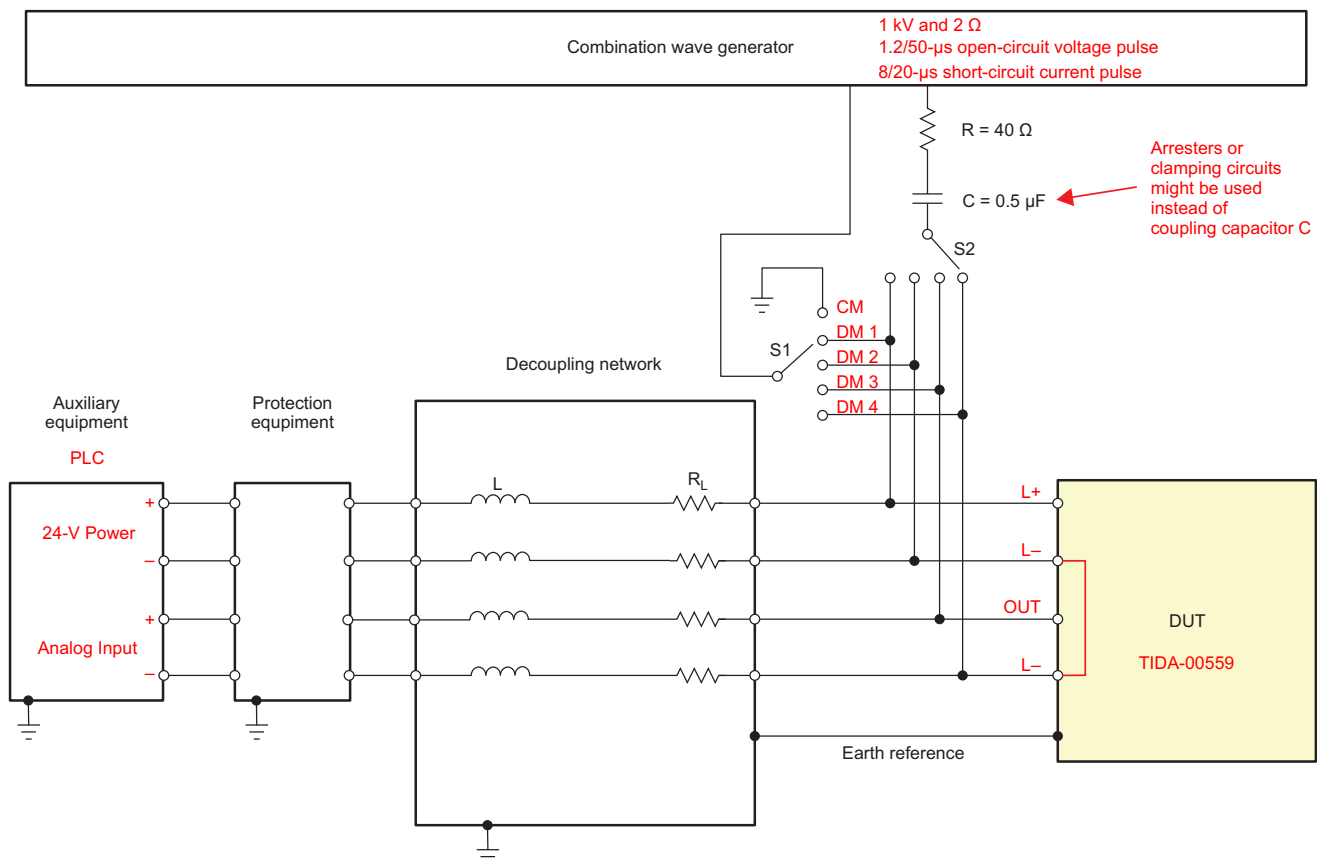 Combination wave generator
1 kV and 2 Ω
1.2/50-µs open-circuit voltage pulse
8/20-µs short-circuit current pulse
R = 40 Ω
Arresters or
clamping circuits
might be used
instead of
coupling capacitor C
C = 0.5 µF
S2
CM
DM 1
S1
DM 2
DM 3
DM 4
Decoupling network
Auxiliary
equipment
Protection
equpiment
PLC
L
RL
+
24-V Power
–
+
Analog Input
–
L+
L–
OUT
L–
DUT
TIDA-00559
Earth reference